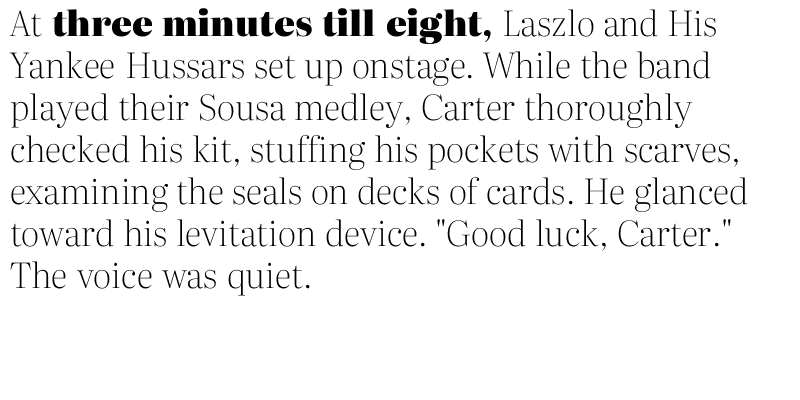 At three minutes till eight, Laszlo and His
Yankee Hussars set up onstage. While the band
played their Sousa medley, Carter thoroughly
checked his kit, stuffing his pockets with scarves,
examining the seals on decks of cards. He glanced
toward his levitation device. "Good luck, Carter."
The voice was quiet.